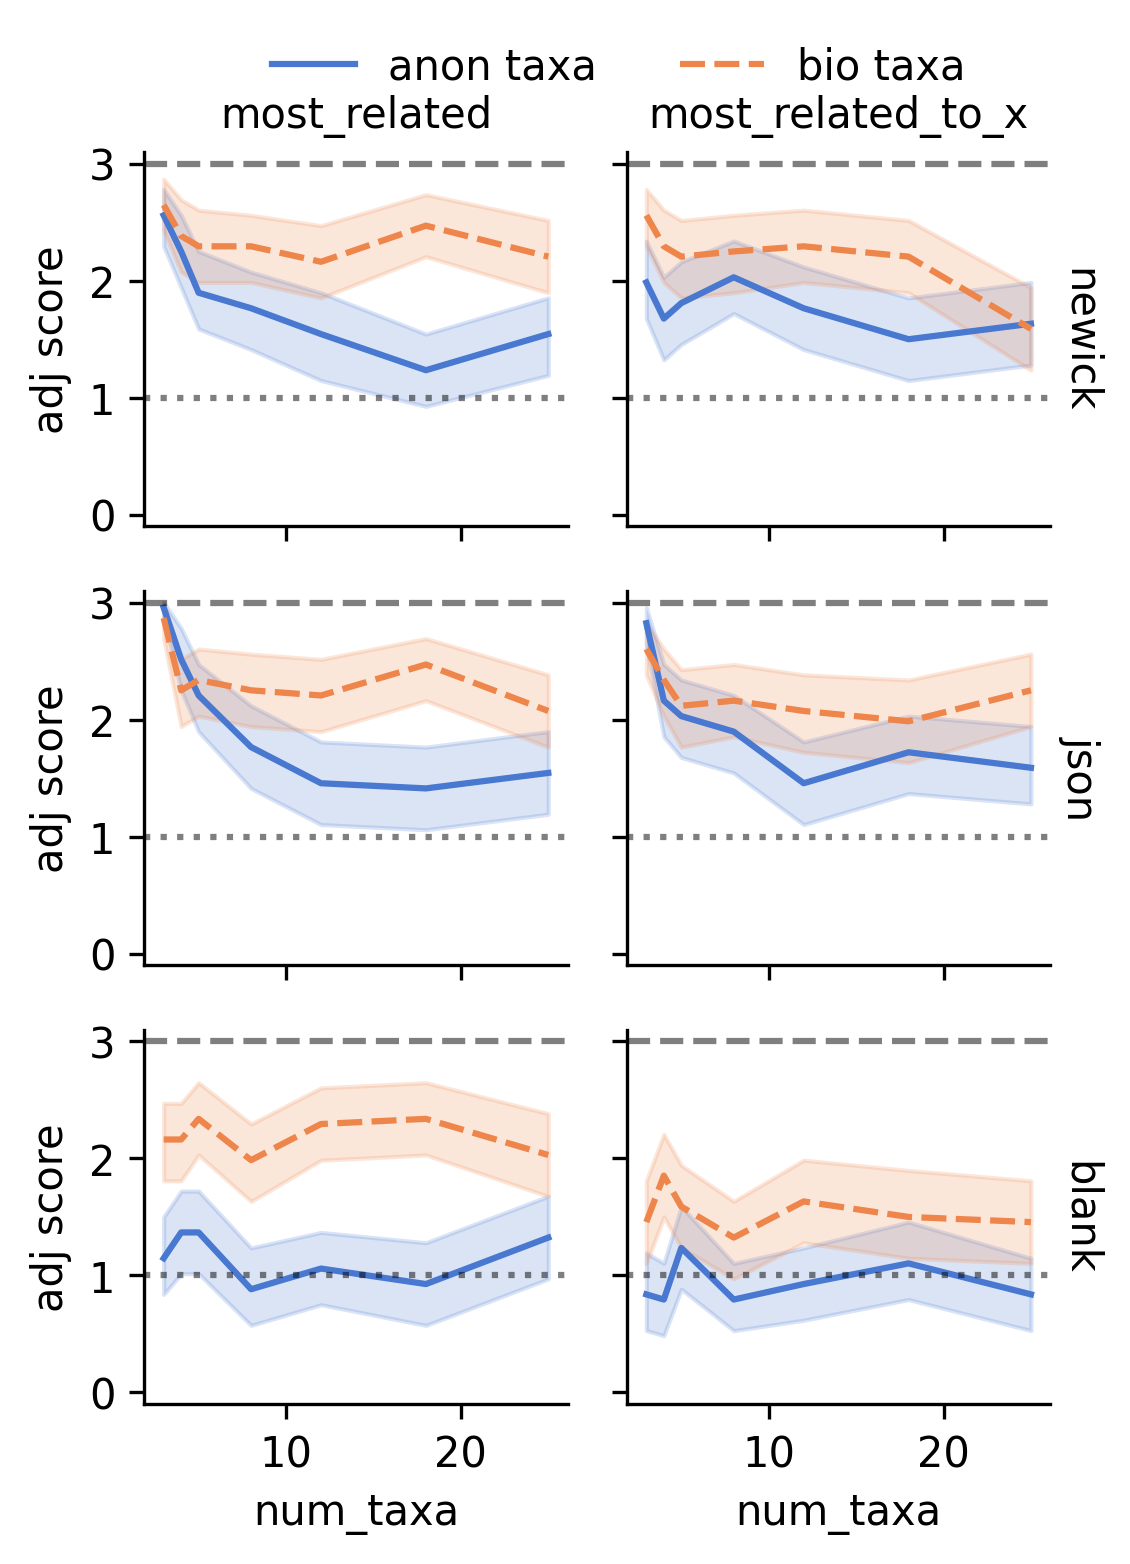 anon taxa bio taxa
most_related most_related_to_x
3
2
1
0
adj score
newick
3
2
1
0
adj score
json
3
2
1
0
adj score
blank
10 20 10 20
num_taxa num_taxa